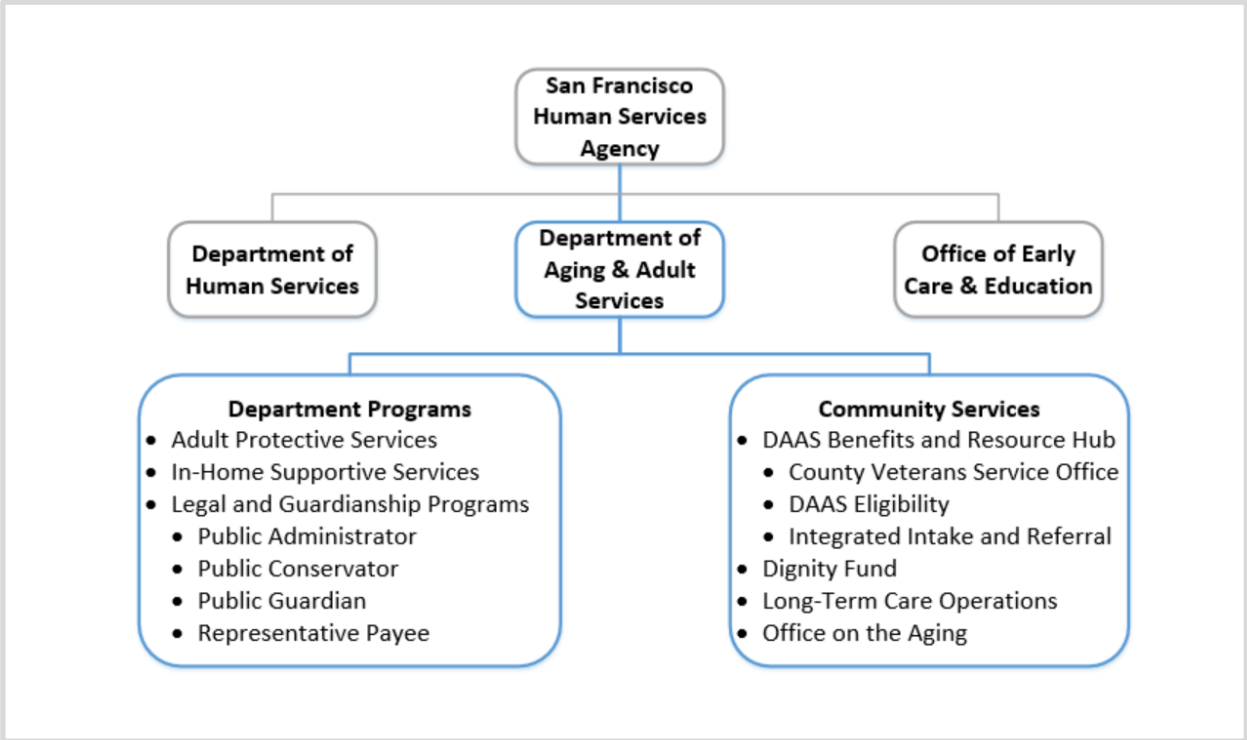 San Francisco
Human Services
Agency
Department of
Human Services
Department of
Aging & Adult
Services
Office of Early
Care & Education
Department Programs
• Adult Protective Services
• In-Home Supportive Services
• Legal and Guardianship Programs
• Public Administrator
• Public Conservator
• Public Guardian
• Representative Payee
Community Services
• DAAS Benefits and Resource Hub
• County Veterans Service Office
• DAAS Eligibility
• Integrated Intake and Referral
• Dignity Fund
• Long-Term Care Operations
• Office on the Aging